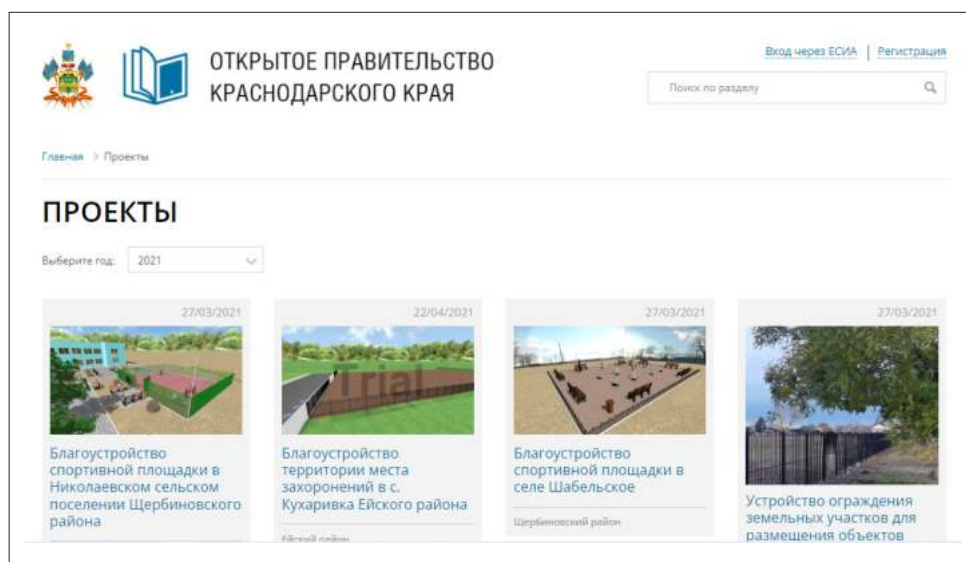 ОТКРЫТОЕ ПРАВИТЕЛЬСТВО
КРАСНОДАРСКОГО КРАЯ
Вход через ЕСИА | Регистрация
Поиск по разделу
Главная > Проекты
ПРОЕКТЫ
Выберите год: 2021
27/03/2021
Благоустройство
спортивной площадки в
Николаевском сельском
поселении Щербиновского
района
22/04/2021
Trial
Благоустройство
территории места
захоронений в с.
Кухаривка Ейского района
Ейский район
27/03/2021
Благоустройство
спортивной площадки в
селе Шабельское
Щербиновский район
27/03/2021
Устройство ограждения
земельных участков для
размещения объектов